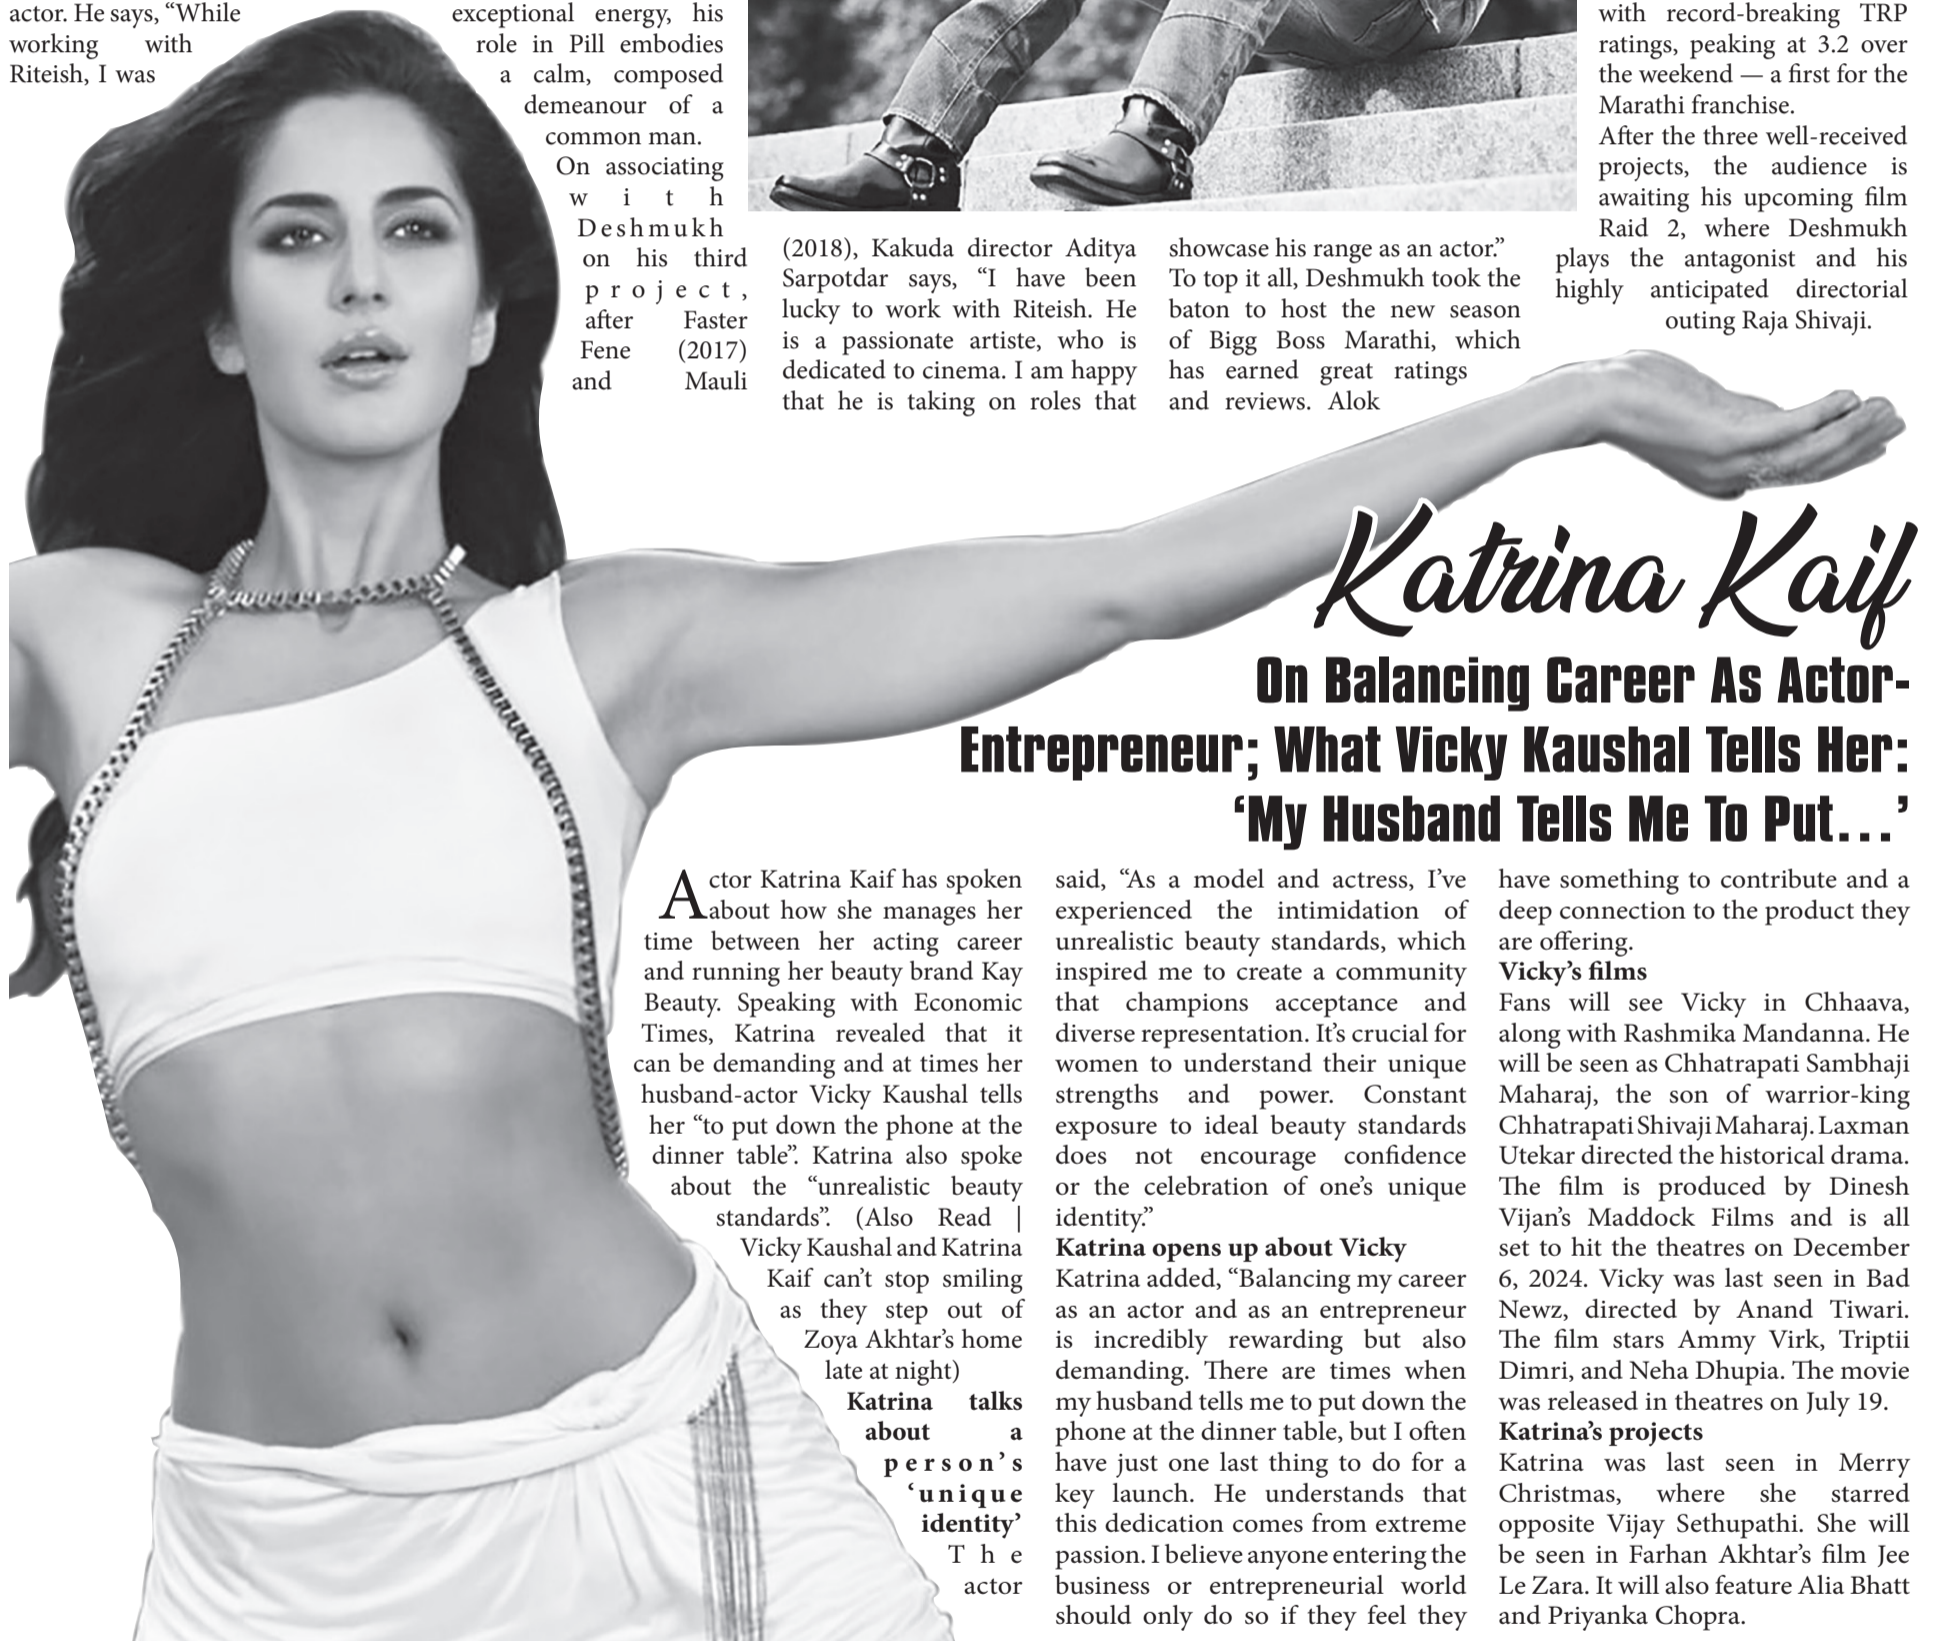 actor. He says, “While
working with
Riteish, I was
exceptional energy, his
role in Pill embodies
a calm, composed
demeanour of a
common man.
On associating
with
Deshmukh
on his third
project,
after Faster
Fene (2017)
and Mauli
(2018), Kakuda director Aditya
Sarpotdar says, “I have been
lucky to work with Riteish. He
is a passionate artiste, who is
dedicated to cinema. I am happy
that he is taking on roles that
showcase his range as an actor.”
To top it all, Deshmukh took the
baton to host the new season
of Bigg Boss Marathi, which
has earned great ratings
and reviews. Alok
with record-breaking TRP
ratings, peaking at 3.2 over
the weekend — a first for the
Marathi franchise.
After the three well-received
projects, the audience is
awaiting his upcoming film
Raid 2, where Deshmukh
plays the antagonist and his
highly anticipated directorial
outing Raja Shivaji.
Katrina Kaif
On Balancing Career As Actor-
Entrepreneur; What Vicky Kaushal Tells Her:
‘My Husband Tells Me To Put...’
Actor Katrina Kaif has spoken
about how she manages her
time between her acting career
and running her beauty brand Kay
Beauty. Speaking with Economic
Times, Katrina revealed that it
can be demanding and at times her
husband-actor Vicky Kaushal tells
her “to put down the phone at the
dinner table”. Katrina also spoke
about the “unrealistic beauty
standards”. (Also Read |
Vicky Kaushal and Katrina
Kaif can’t stop smiling
as they step out of
Zoya Akhtar’s home
late at night)
Katrina talks
about a
person’s
‘unique
identity’
The
actor
said, “As a model and actress, I’ve
experienced the intimidation of
unrealistic beauty standards, which
inspired me to create a community
that champions acceptance and
diverse representation. It’s crucial for
women to understand their unique
strengths and power. Constant
exposure to ideal beauty standards
does not encourage confidence
or the celebration of one’s unique
identity.”
Katrina opens up about Vicky
Katrina added, “Balancing my career
as an actor and as an entrepreneur
is incredibly rewarding but also
demanding. There are times when
my husband tells me to put down the
phone at the dinner table, but I often
have just one last thing to do for a
key launch. He understands that
this dedication comes from extreme
passion. I believe anyone entering the
business or entrepreneurial world
should only do so if they feel they
have something to contribute and a
deep connection to the product they
are offering.
Vicky’s films
Fans will see Vicky in Chhaava,
along with Rashmika Mandanna. He
will be seen as Chhatrapati Sambhaji
Maharaj, the son of warrior-king
Chhatrapati Shivaji Maharaj. Laxman
Utekar directed the historical drama.
The film is produced by Dinesh
Vijan’s Maddock Films and is all
set to hit the theatres on December
6, 2024. Vicky was last seen in Bad
Newz, directed by Anand Tiwari.
The film stars Ammy Virk, Triptii
Dimri, and Neha Dhupia. The movie
was released in theatres on July 19.
Katrina’s projects
Katrina was last seen in Merry
Christmas, where she starred
opposite Vijay Sethupathi. She will
be seen in Farhan Akhtar’s film Jee
Le Zara. It will also feature Alia Bhatt
and Priyanka Chopra.